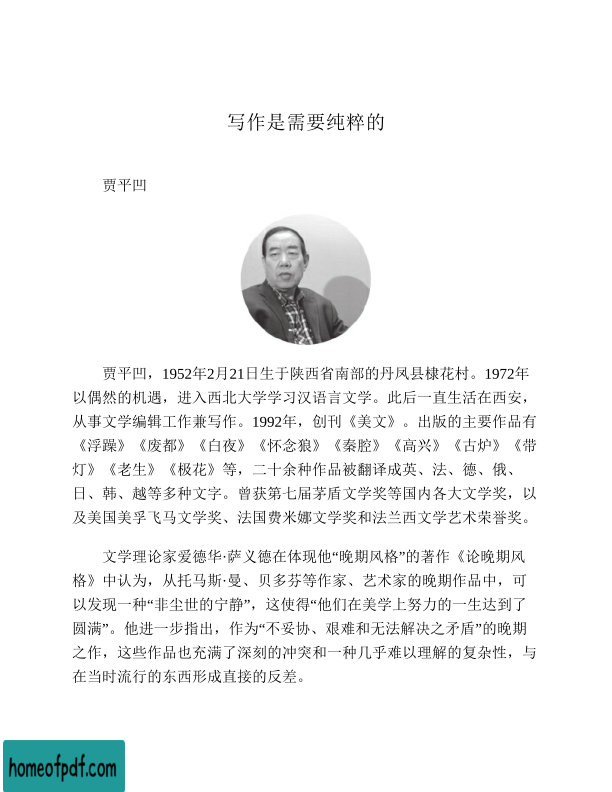 写作是需要纯粹的
贾平凹
贾平凹，1952年2月21日生于陕西省南部的丹凤县棣花村。1972年
以偶然的机遇，进入西北大学学习汉语言文学。此后一直生活在西安，
从事文学编辑工作兼写作。1992年，创刊《美文》。出版的主要作品有
《浮躁》《废都》《白夜》《怀念狼》《秦腔》《高兴》《古炉》《带
灯》《老生》《极花》等，二十余种作品被翻译成英、法、德、俄、
日、韩、越等多种文字。曾获第七届茅盾文学奖等国内各大文学奖，以
及美国美孚飞马文学奖、法国费米娜文学奖和法兰西文学艺术荣誉奖。
文学理论家爱德华·萨义德在体现他“晚期风格”的著作《论晚期风
格》中认为，从托马斯·曼、贝多芬等作家、艺术家的晚期作品中，可
以发现一种“非尘世的宁静”，这使得“他们在美学上努力的一生达到了
圆满”。他进一步指出，作为“不妥协、艰难和无法解决之矛盾”的晚期
之作，这些作品也充满了深刻的冲突和一种几乎难以理解的复杂性，与
在当时流行的东西形成直接的反差。
homeofpdf.com